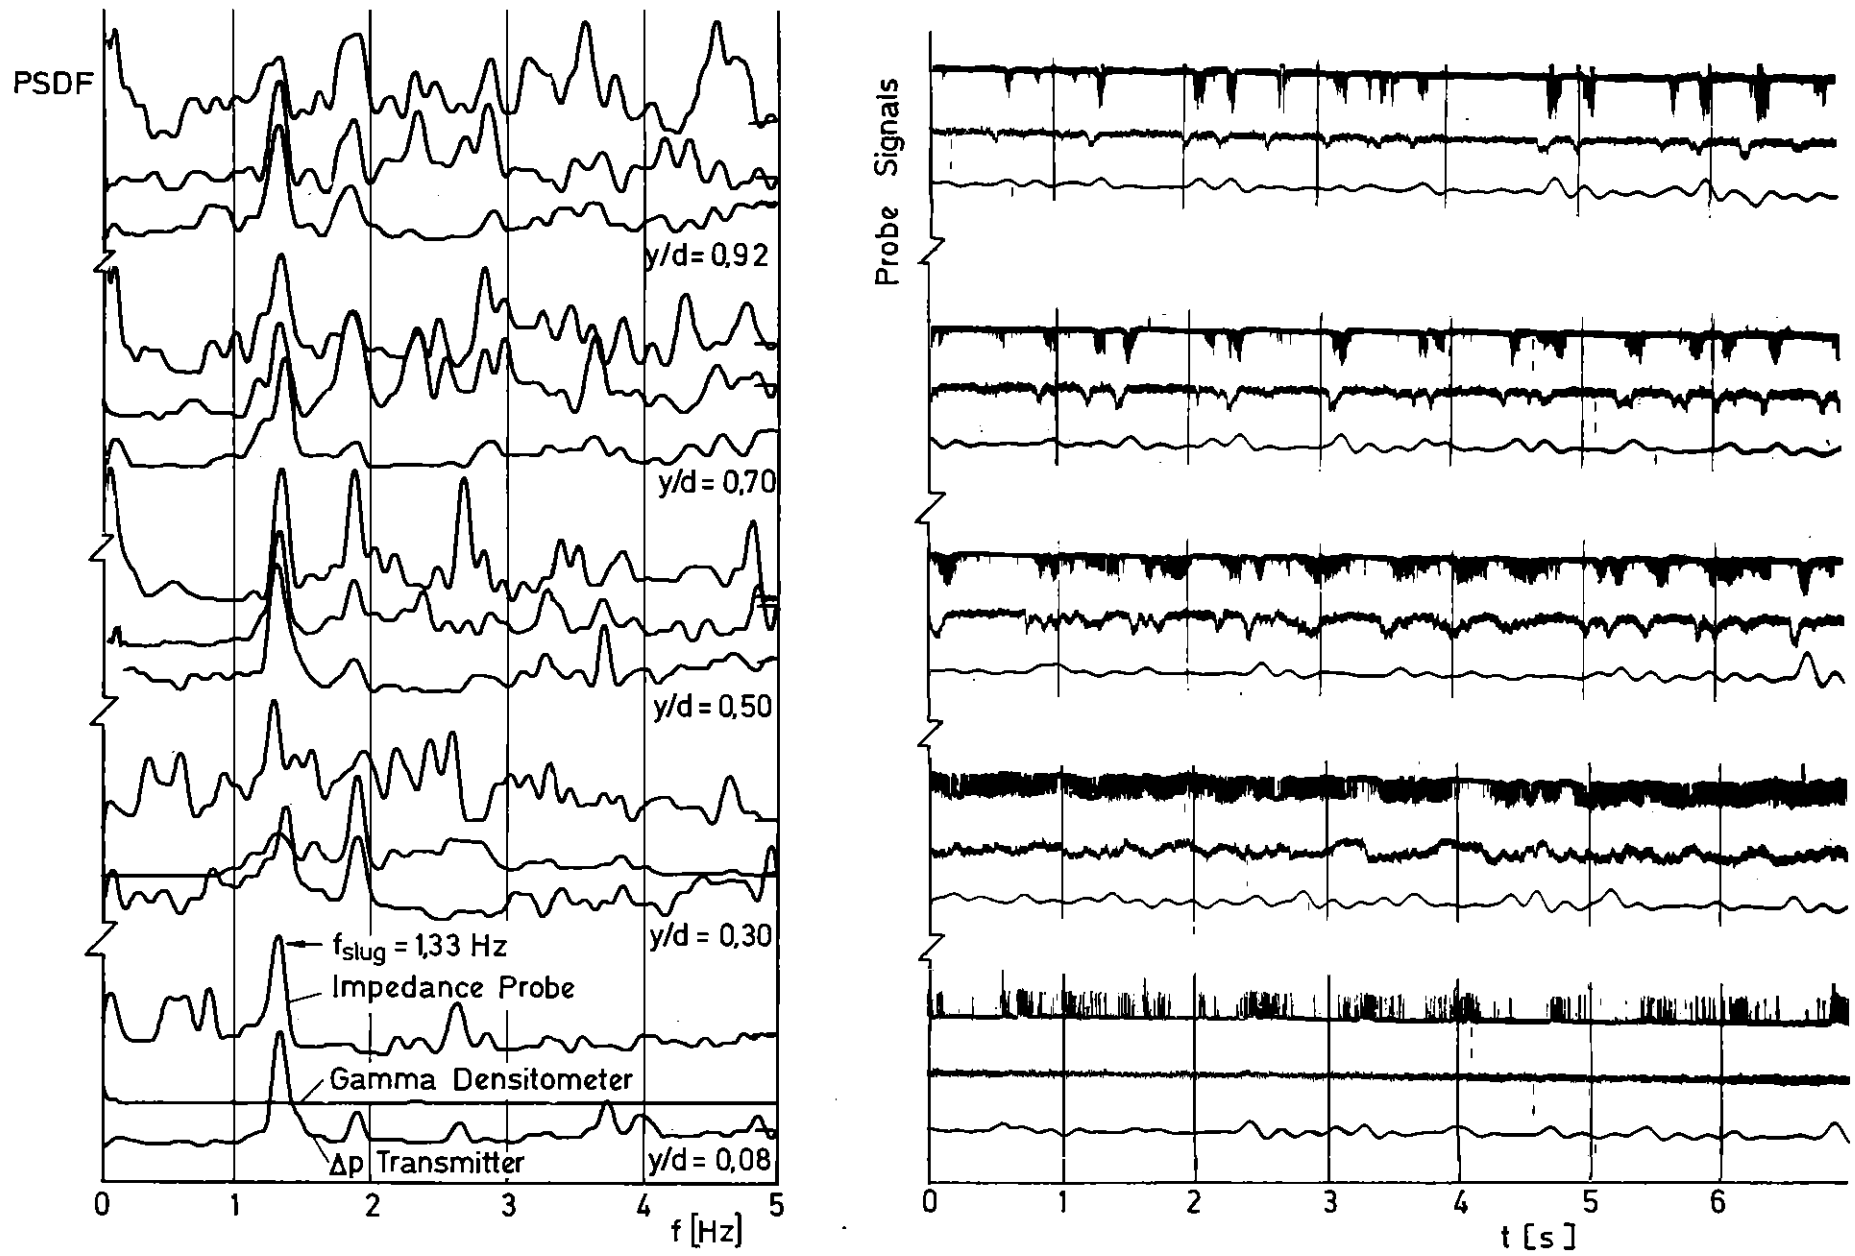 PSDF
y/d = 0,92
y/d = 0,70
y/d = 0,50
y/d = 0,30
fslug = 1,33 Hz
Impedance Probe
Gamma Densitometer
Δp Transmitter
y/d = 0,08
0 1 2 3 4 5
f [Hz]
Probe Signals
0 1 2 3 4 5 6
t [s]